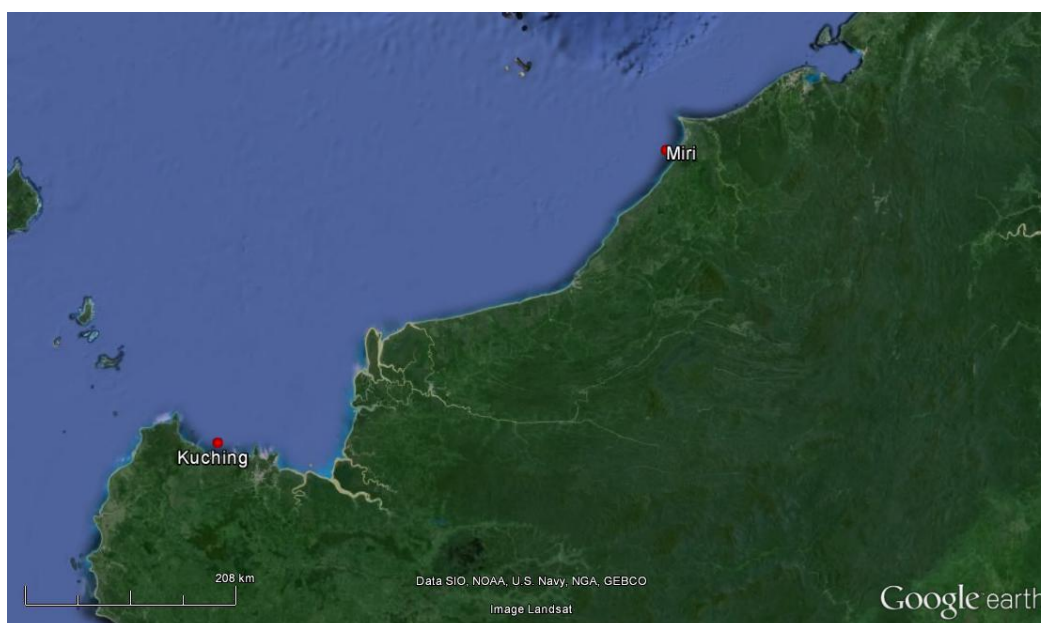 Miri
Kuching
208 km
Data SIO, NOAA, U.S. Navy, NGA, GEBCO
Image Landsat
Google earth